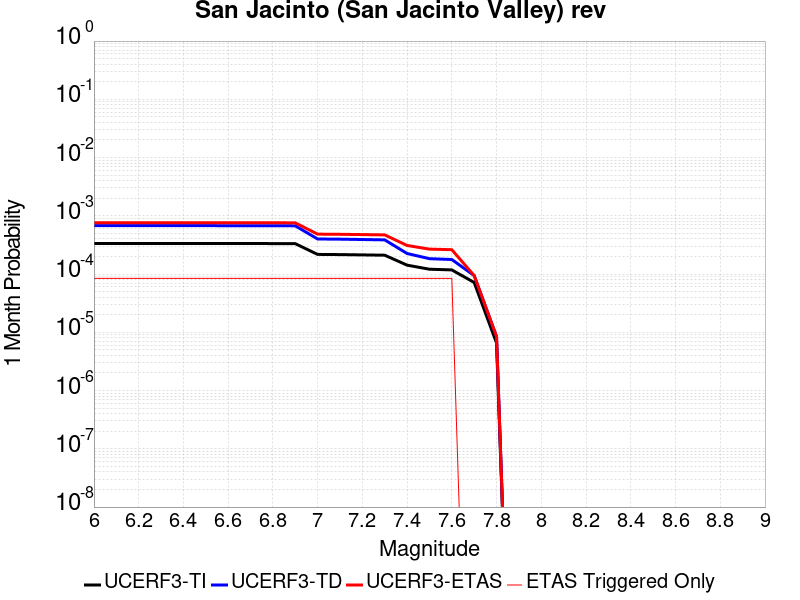 San Jacinto (San Jacinto Valley) rev
10^0
10^-1
10^-2
10^-3
10^-4
10^-5
10^-6
10^-7
10^-8
1 Month Probability
6 6.2 6.4 6.6 6.8 7 7.2 7.4 7.6 7.8 8 8.2 8.4 8.6 8.8 9
Magnitude
UCERF3-TI UCERF3-TD UCERF3-ETAS ETAS Triggered Only